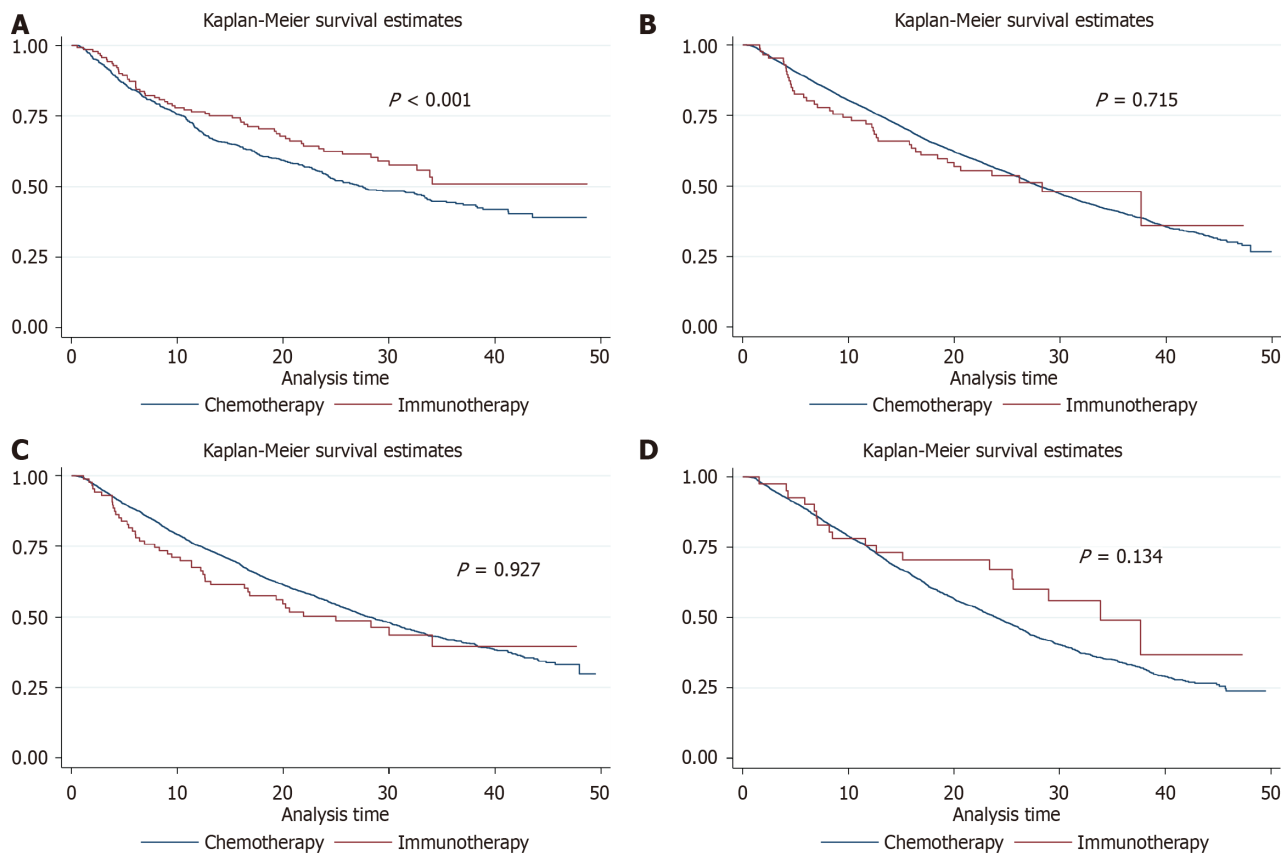 A
Kaplan-Meier survival estimates
1.00
0.75
0.50
0.25
0.00
P < 0.001
0 10 20 30 40 50
Analysis time
Chemotherapy Immunotherapy
B
Kaplan-Meier survival estimates
1.00
0.75
0.50
0.25
0.00
P = 0.715
0 10 20 30 40 50
Analysis time
Chemotherapy Immunotherapy
C
Kaplan-Meier survival estimates
1.00
0.75
0.50
0.25
0.00
P = 0.927
0 10 20 30 40 50
Analysis time
Chemotherapy Immunotherapy
D
Kaplan-Meier survival estimates
1.00
0.75
0.50
0.25
0.00
P = 0.134
0 10 20 30 40 50
Analysis time
Chemotherapy Immunotherapy